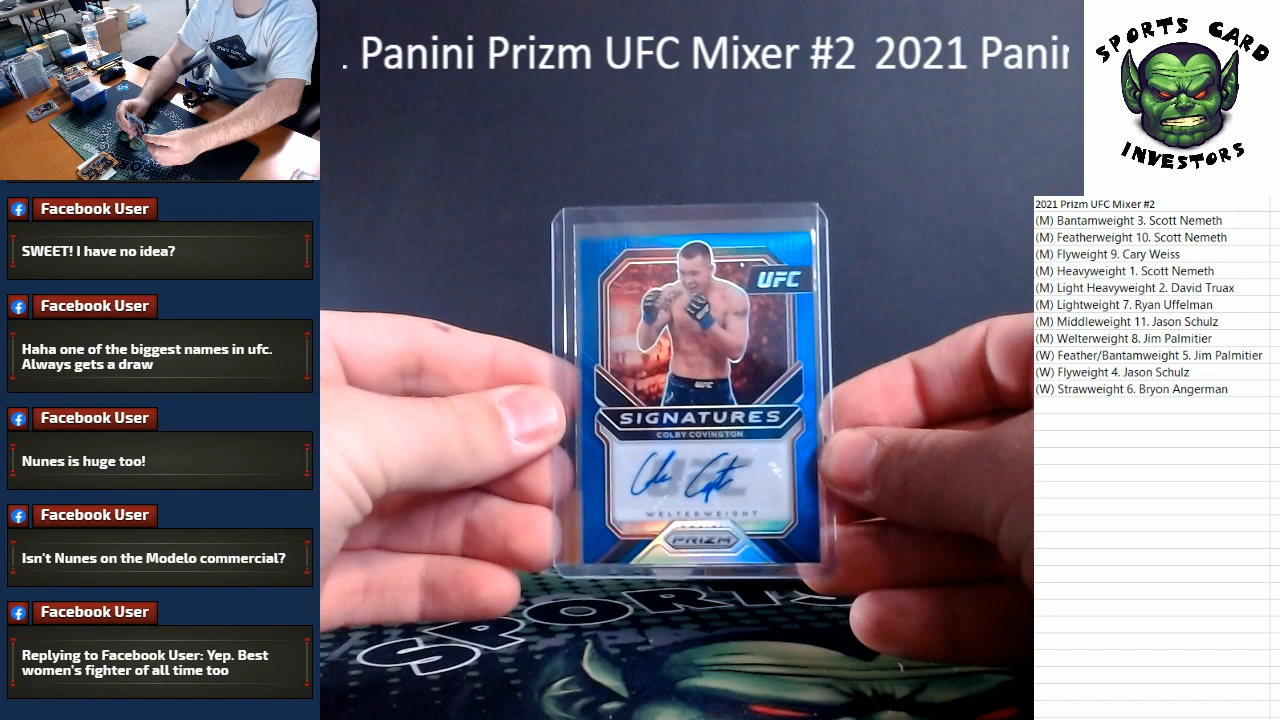 . Panini Prizm UFC Mixer #2 2021 Panir
SPORTS CARD
INVESTORS
Facebook User
SWEET! I have no idea?
Facebook User
Haha one of the biggest names in ufc.
Always gets a draw
Facebook User
Nunes is huge too!
Facebook User
Isn't Nunes on the Modelo commercial?
Facebook User
Replying to Facebook User: Yep. Best
women's fighter of all time too
UFC
UFC
SIGNATURES
COLBY COVINGTON
UFC
WELTERWEIGHT
PRIZM
SPORTS
2021 Prizm UFC Mixer #2
(M) Bantamweight 3. Scott Nemeth
(M) Featherweight 10. Scott Nemeth
(M) Flyweight 9. Cary Weiss
(M) Heavyweight 1. Scott Nemeth
(M) Light Heavyweight 2. David Truax
(M) Lightweight 7. Ryan Uffelman
(M) Middleweight 11. Jason Schulz
(M) Welterweight 8. Jim Palmitier
(W) Feather/Bantamweight 5. Jim Palmitier
(W) Flyweight 4. Jason Schulz
(W) Strawweight 6. Bryon Angerman